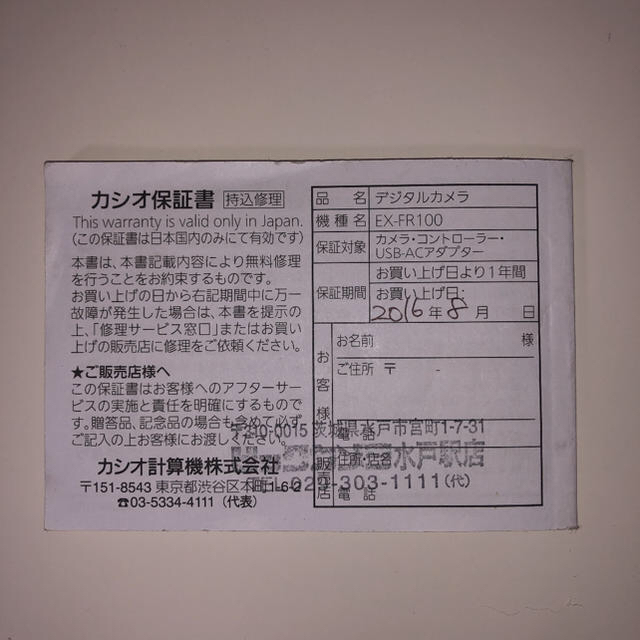 カシオ保証書 持込修理
This warranty is valid only in Japan.
（この保証書は日本国内のみにて有効です）
本書は、本書記載内容により無料修理
を行うことをお約束するものです。
お買い上げの日から右記期間中に万一
故障が発生した場合は、本書を提示の
上、「修理サービス窓口」またはお買い
上げの販売店に修理をご依頼ください。
★ご販売店様へ
この保証書はお客様へのアフターサー
ビスの実施と責任を明確にするもので
す。贈答品、記念品の場合も含めて必ず
ご記入の上お客様にお渡しください。
カシオ計算機株式会社
〒151-8543 東京都渋谷区本町1-6-2
☎03-5334-4111（代表）
品名 デジタルカメラ
機種名 EX-FR100
保証対象 カメラ・コントローラー・
USB-ACアダプター
保証期間 お買い上げ日より1年間
お買い上げ日:
2016年8月 日
お客様 お名前 様
ご住所 〒 -
電話
販売店 住所・店名
電話
〒310-0015 茨城県水戸市宮町1-7-31
水戸駅店
TEL 029-303-1111(代)